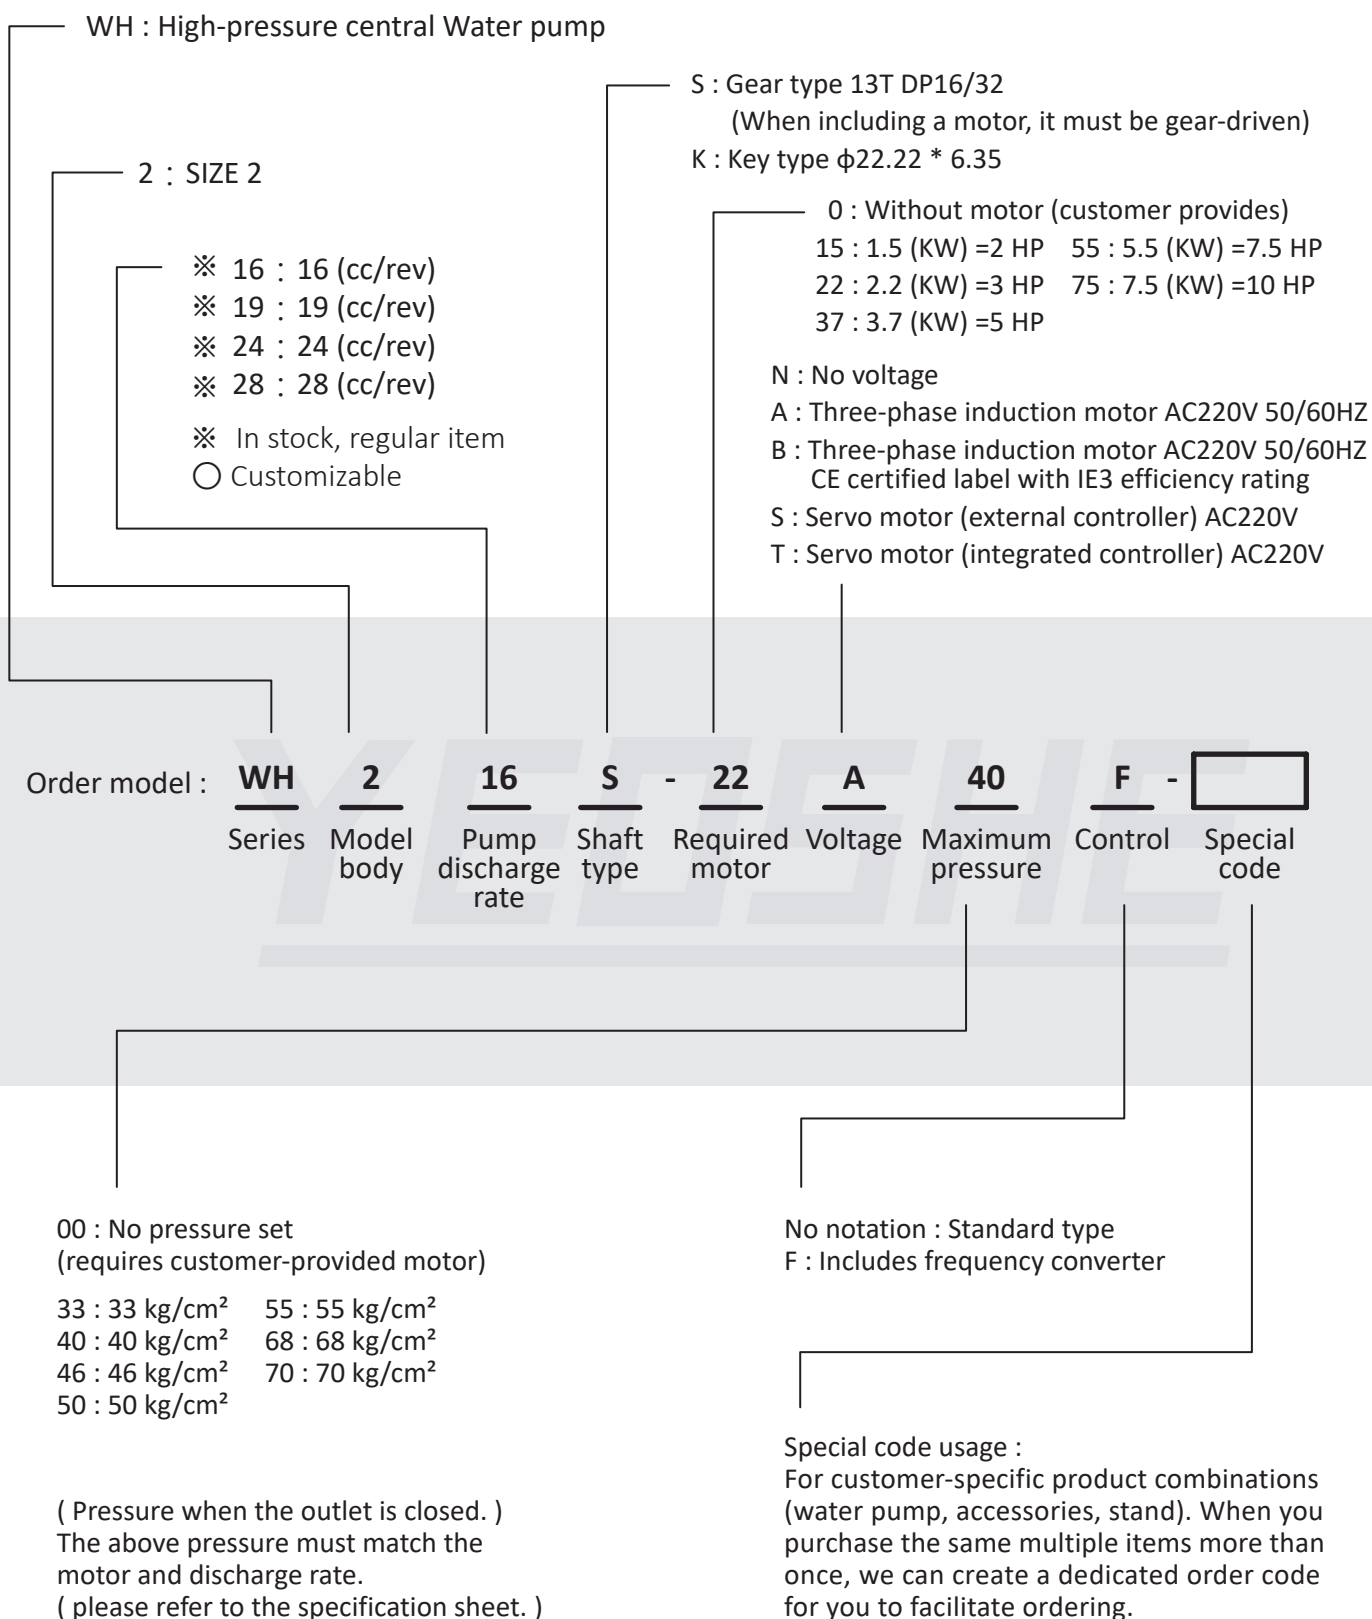 WH : High-pressure central Water pump
S : Gear type 13T DP16/32
(When including a motor, it must be gear-driven)
K : Key type ф22.22 * 6.35
2 : SIZE 2
0 : Without motor (customer provides)
15 : 1.5 (KW) =2 HP 55 : 5.5 (KW) =7.5 HP
22 : 2.2 (KW) =3 HP 75 : 7.5 (KW) =10 HP
37 : 3.7 (KW) =5 HP
※ 16 : 16 (cc/rev)
※ 19 : 19 (cc/rev)
※ 24 : 24 (cc/rev)
※ 28 : 28 (cc/rev)
※ In stock, regular item
○ Customizable
N : No voltage
A : Three-phase induction motor AC220V 50/60HZ
B : Three-phase induction motor AC220V 50/60HZ
CE certified label with IE3 efficiency rating
S : Servo motor (external controller) AC220V
T : Servo motor (integrated controller) AC220V
YEOSHE
Order model : WH 2 16 S - 22 A 40 F -
Series Model body Pump discharge rate Shaft type Required motor Voltage Maximum pressure Control Special code
00 : No pressure set
(requires customer-provided motor)
33 : 33 kg/cm² 55 : 55 kg/cm²
40 : 40 kg/cm² 68 : 68 kg/cm²
46 : 46 kg/cm² 70 : 70 kg/cm²
50 : 50 kg/cm²
( Pressure when the outlet is closed. )
The above pressure must match the
motor and discharge rate.
( please refer to the specification sheet. )
No notation : Standard type
F : Includes frequency converter
Special code usage :
For customer-specific product combinations
(water pump, accessories, stand). When you
purchase the same multiple items more than
once, we can create a dedicated order code
for you to facilitate ordering.